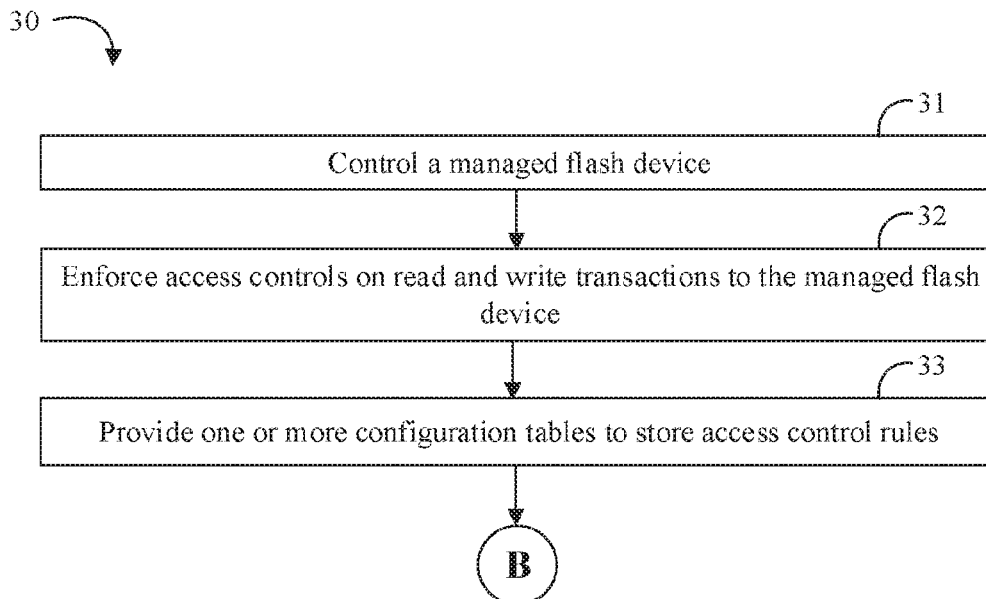 30
31
Control a managed flash device
32
Enforce access controls on read and write transactions to the managed flash
device
33
Provide one or more configuration tables to store access control rules
B